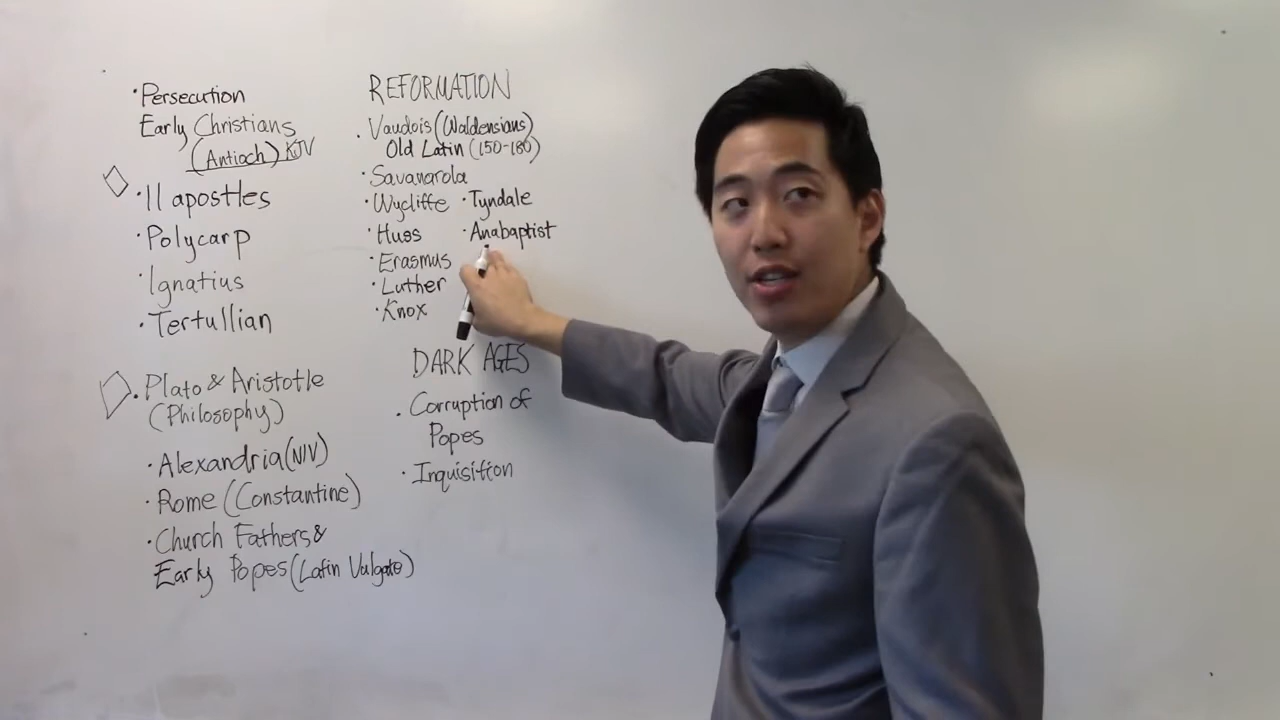 ·Persecution
Early Christians
(Antioch) KJV
·11 apostles
·Polycarp
·Ignatius
·Tertullian
·Plato & Aristotle
(Philosophy)
·Alexandria (NIV)
·Rome (Constantine)
·Church Fathers &
Early Popes (Latin Vulgate)
REFORMATION
·Vaudois (Waldensians)
Old Latin (150-180)
·Savanarola
·Wycliffe
·Huss
·Erasmus
·Luther
·Knox
·Tyndale
·Anabaptist
DARK AGES
·Corruption of
Popes
·Inquisition